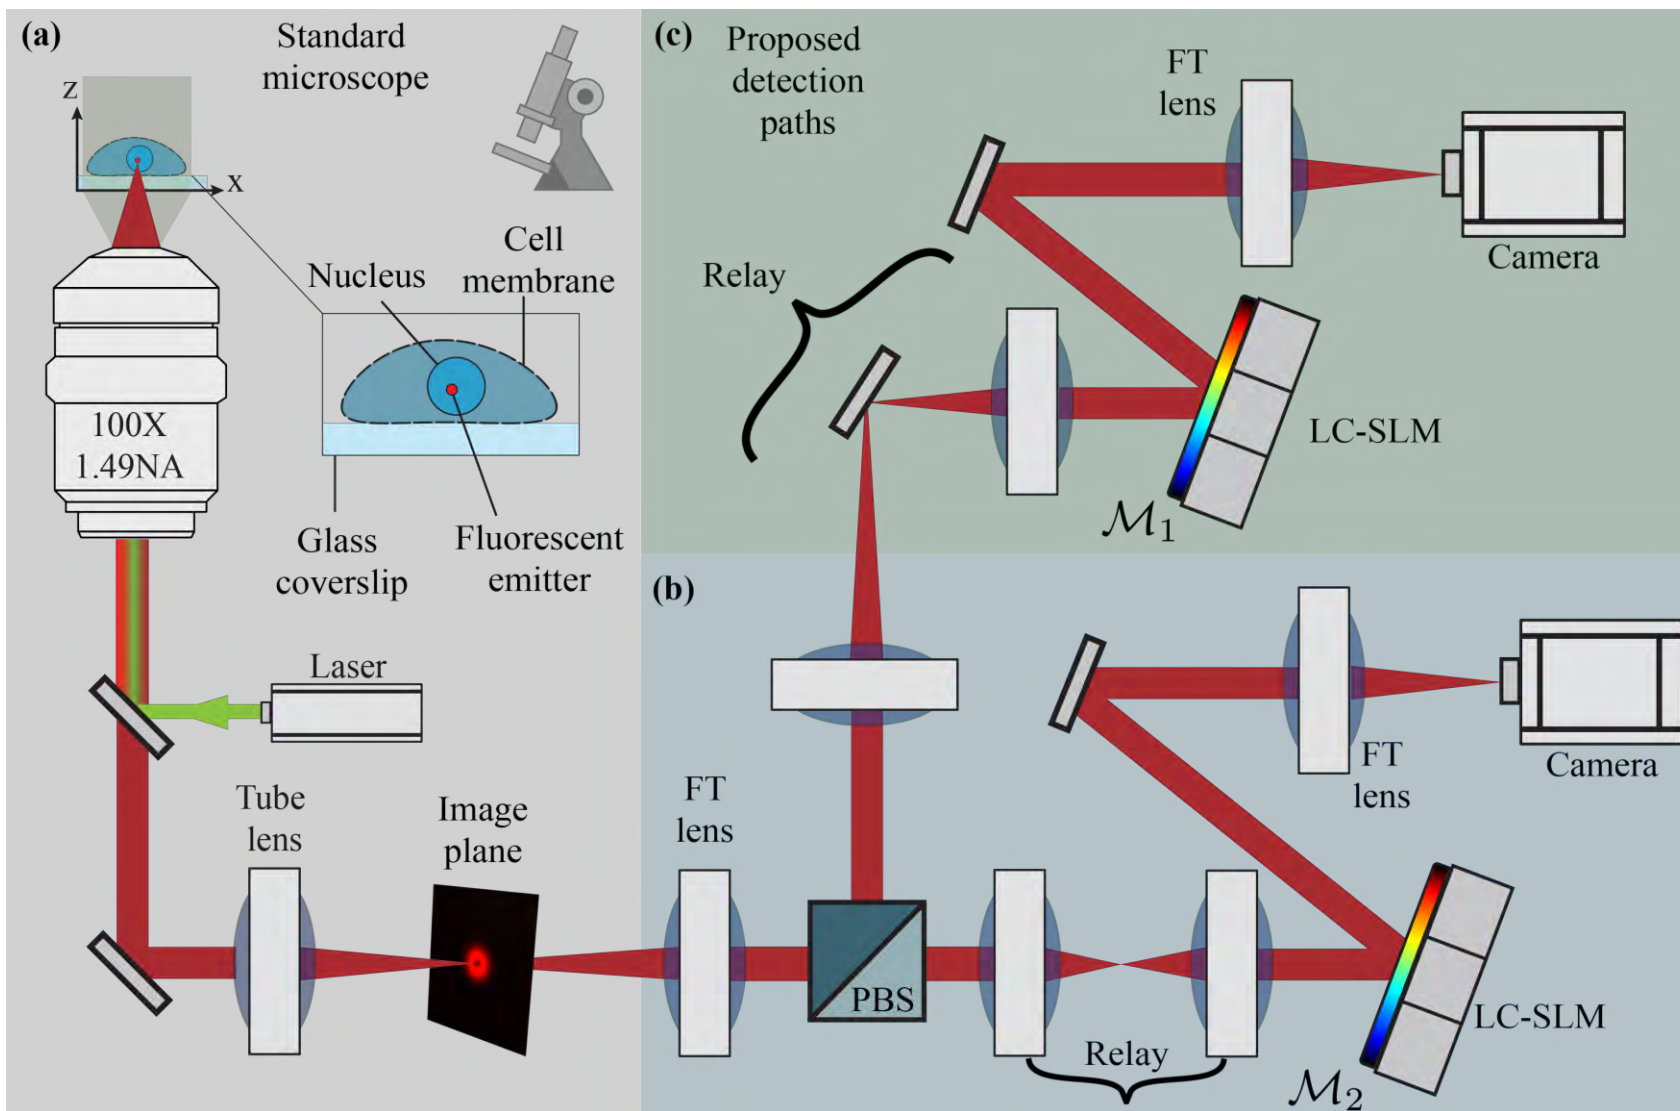 (a)
Standard
microscope
z
x
Nucleus
Cell
membrane
100X
1.49NA
Glass
coverslip
Fluorescent
emitter
Laser
Tube
lens
Image
plane
(c)
Proposed
detection
paths
FT
lens
Camera
Relay
LC-SLM
ℳ₁
(b)
FT
lens
PBS
Relay
FT
lens
Camera
LC-SLM
ℳ₂